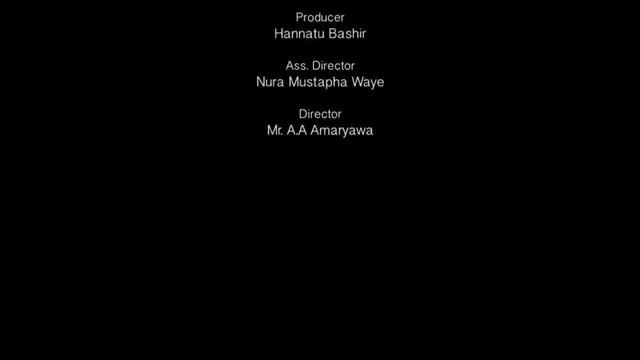 Producer
Hannatu Bashir
Ass. Director
Nura Mustapha Waye
Director
Mr. A.A Amaryawa